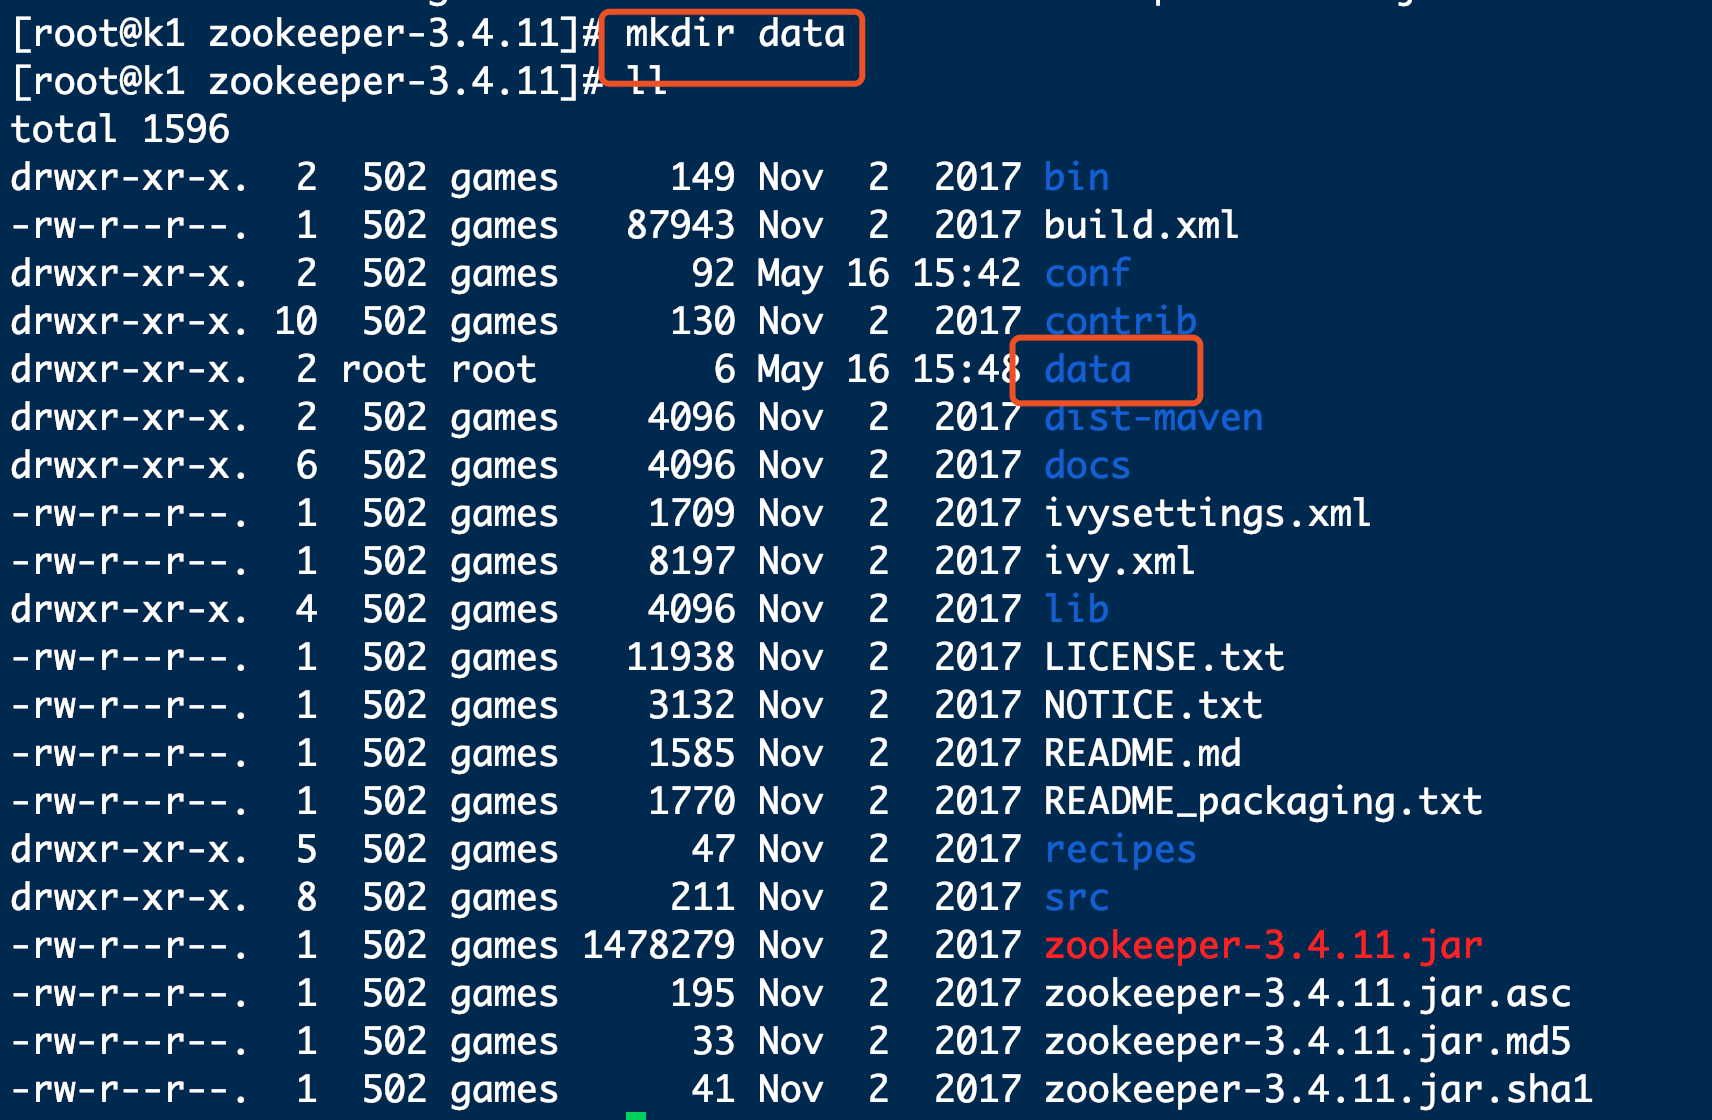 [root@k1 zookeeper-3.4.11]# mkdir data
[root@k1 zookeeper-3.4.11]# ll
total 1596
drwxr-xr-x.  2  502 games     149 Nov  2  2017 bin
-rw-r--r--.  1  502 games   87943 Nov  2  2017 build.xml
drwxr-xr-x.  2  502 games      92 May 16 15:42 conf
drwxr-xr-x. 10  502 games     130 Nov  2  2017 contrib
drwxr-xr-x.  2 root root        6 May 16 15:48 data
drwxr-xr-x.  2  502 games    4096 Nov  2  2017 dist-maven
drwxr-xr-x.  6  502 games    4096 Nov  2  2017 docs
-rw-r--r--.  1  502 games    1709 Nov  2  2017 ivysettings.xml
-rw-r--r--.  1  502 games    8197 Nov  2  2017 ivy.xml
drwxr-xr-x.  4  502 games    4096 Nov  2  2017 lib
-rw-r--r--.  1  502 games   11938 Nov  2  2017 LICENSE.txt
-rw-r--r--.  1  502 games    3132 Nov  2  2017 NOTICE.txt
-rw-r--r--.  1  502 games    1585 Nov  2  2017 README.md
-rw-r--r--.  1  502 games    1770 Nov  2  2017 README_packaging.txt
drwxr-xr-x.  5  502 games      47 Nov  2  2017 recipes
drwxr-xr-x.  8  502 games     211 Nov  2  2017 src
-rw-r--r--.  1  502 games 1478279 Nov  2  2017 zookeeper-3.4.11.jar
-rw-r--r--.  1  502 games     195 Nov  2  2017 zookeeper-3.4.11.jar.asc
-rw-r--r--.  1  502 games      33 Nov  2  2017 zookeeper-3.4.11.jar.md5
-rw-r--r--.  1  502 games      41 Nov  2  2017 zookeeper-3.4.11.jar.sha1